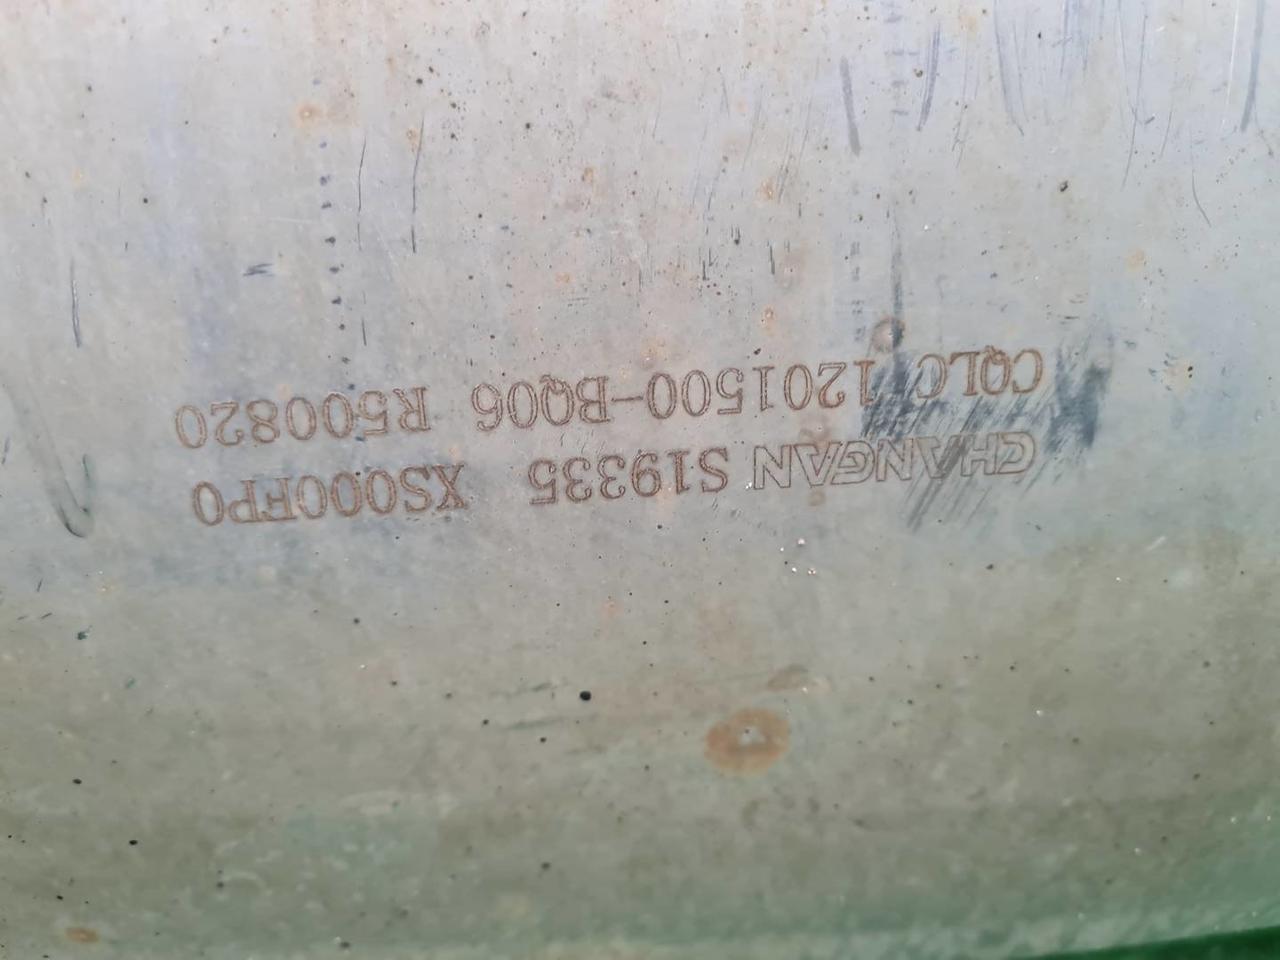 CHANGAN S19335 XS000FP0
CQLC 1201500-BQ06 R500820